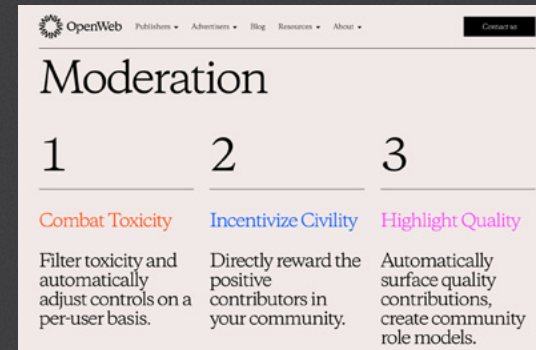 OpenWeb Publishers Advertisers Blog Resources About Contact us
Moderation
1
Combat Toxicity
Filter toxicity and
automatically
adjust controls on a
per-user basis.
2
Incentivize Civility
Directly reward the
positive
contributors in
your community.
3
Highlight Quality
Automatically
surface quality
contributions,
create community
role models.